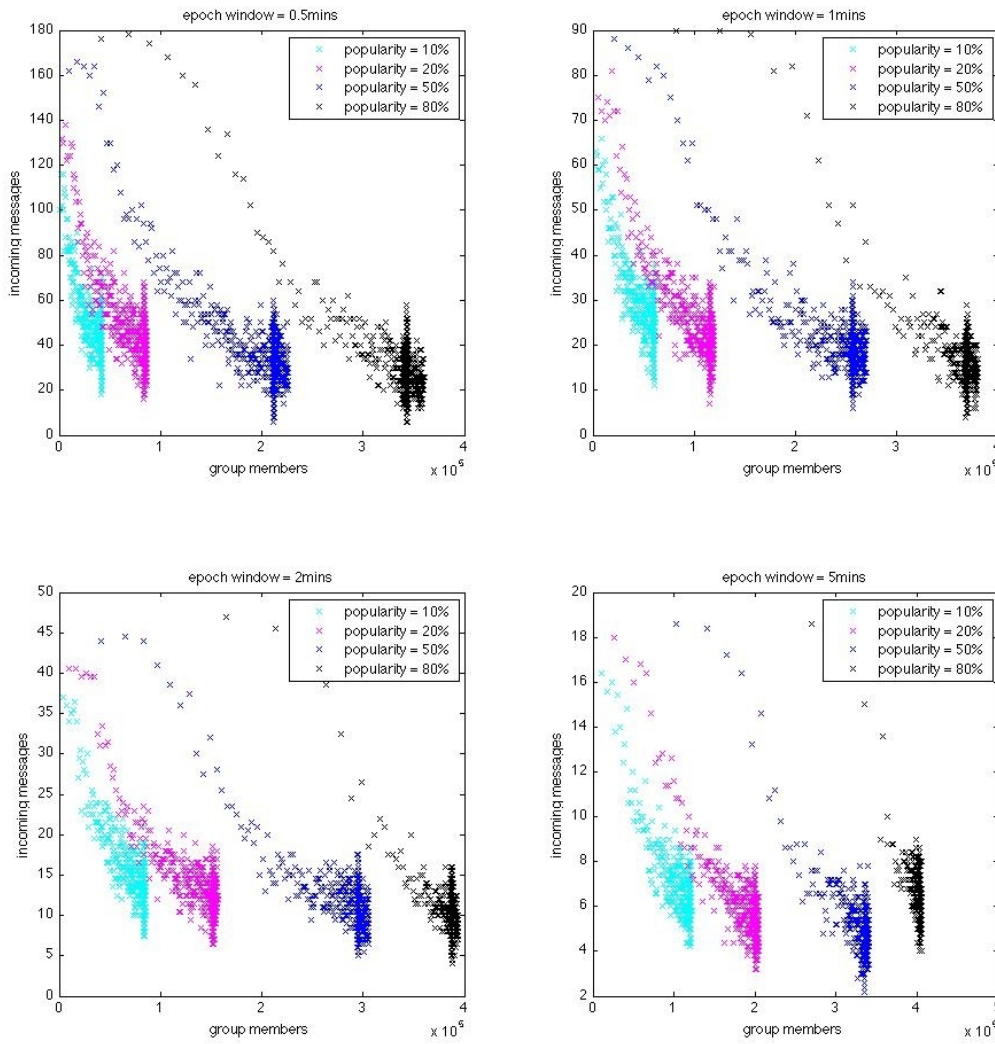 epoch window = 0.5mins
180
160
140
120
100
80
60
40
20
0
incoming messages
popularity = 10%
popularity = 20%
popularity = 50%
popularity = 80%
0 1 2 3 4
group members
x 10^5
epoch window = 1mins
90
80
70
60
50
40
30
20
10
0
incoming messages
popularity = 10%
popularity = 20%
popularity = 50%
popularity = 80%
0 1 2 3 4
group members
x 10^5
epoch window = 2mins
50
45
40
35
30
25
20
15
10
5
0
incoming messages
popularity = 10%
popularity = 20%
popularity = 50%
popularity = 80%
0 1 2 3 4
group members
x 10^5
epoch window = 5mins
20
18
16
14
12
10
8
6
4
2
incoming messages
popularity = 10%
popularity = 20%
popularity = 50%
popularity = 80%
0 1 2 3 4 5
group members
x 10^5